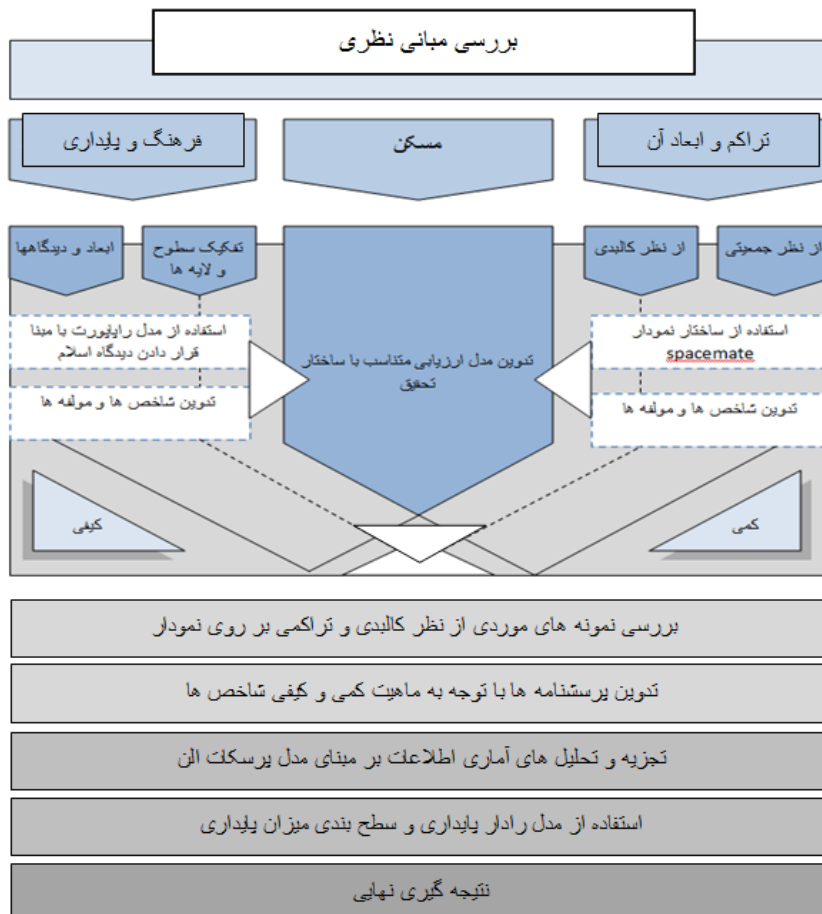 بررسی مبانی نظری
تراکم و ابعاد آن
مسکن
فرهنگ و پایداری
از نظر جمعیتی
از نظر کالبدی
تفکیک سطوح
و لایه ها
ابعاد و دیدگاهها
استفاده از ساختار نمودار
spacemate
تدوین شاخص ها و مولفه ها
تدوین مدل ارزیابی متناسب با ساختار
تحقیق
استفاده از مدل راپاپورت با مبنا
قرار دادن دیدگاه اسلام
تدوین شاخص ها و مولفه ها
کمی
کیفی
بررسی نمونه های موردی از نظر کالبدی و تراکمی بر روی نمودار
تدوین پرسشنامه ها با توجه به ماهیت کمی و کیفی شاخص ها
تجزیه و تحلیل های آماری اطلاعات بر مبنای مدل پرسکات الن
استفاده از مدل رادار پایداری و سطح بندی میزان پایداری
نتیجه گیری نهایی